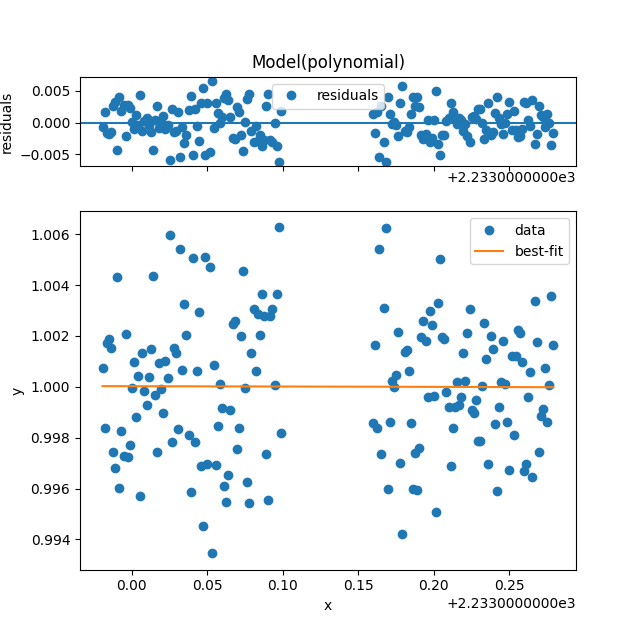 Model(polynomial)
residuals
0.005
0.000
−0.005
residuals
+2.2330000000e3
y
1.006
1.004
1.002
1.000
0.998
0.996
0.994
data
best-fit
0.00 0.05 0.10 0.15 0.20 0.25
x
+2.2330000000e3